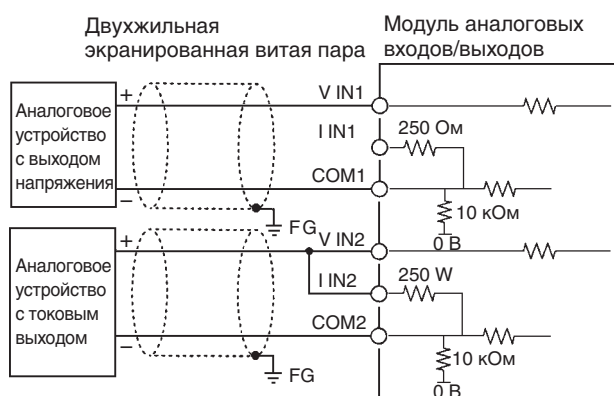 Двухжильная
экранированная витая пара
Модуль аналоговых
входов/выходов
Аналоговое
устройство
с выходом
напряжения
+
–
V IN1
I IN1
250 Ом
COM1
10 кОм
0 В
FG
Аналоговое
устройство
с токовым
выходом
+
–
V IN2
I IN2
250 W
COM2
10 кОм
0 В
FG